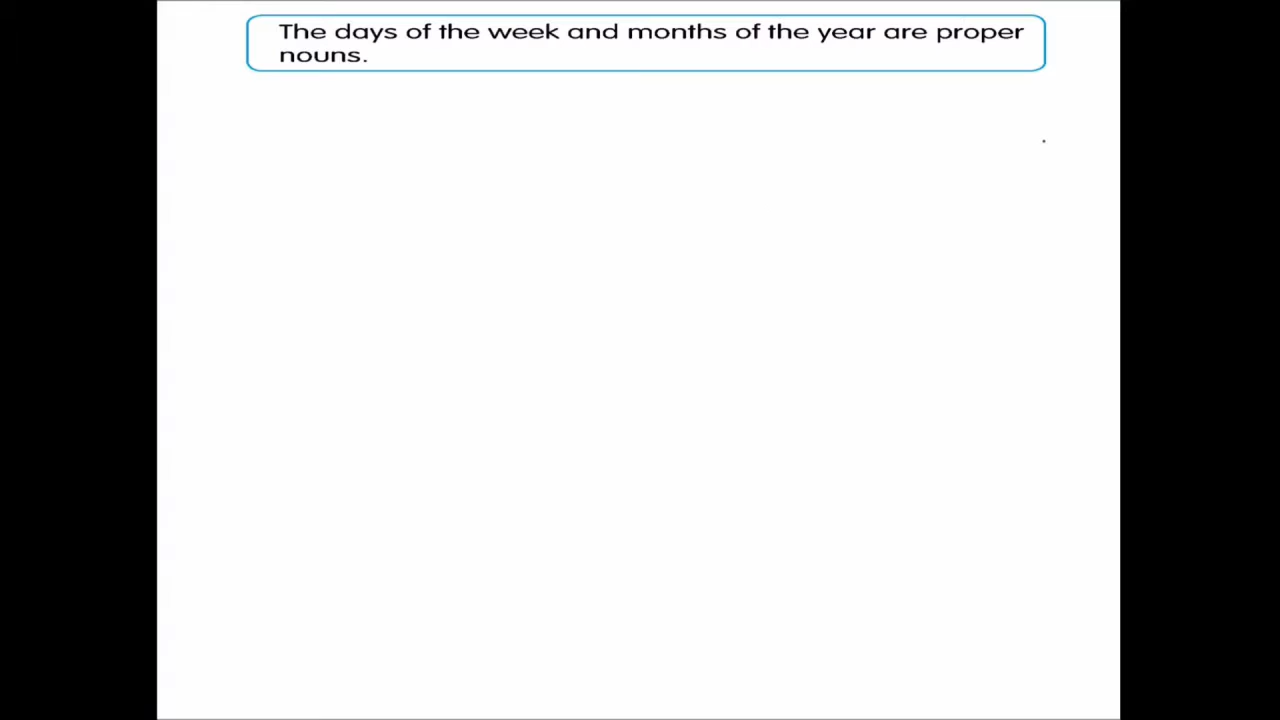 The days of the week and months of the year are proper
nouns.